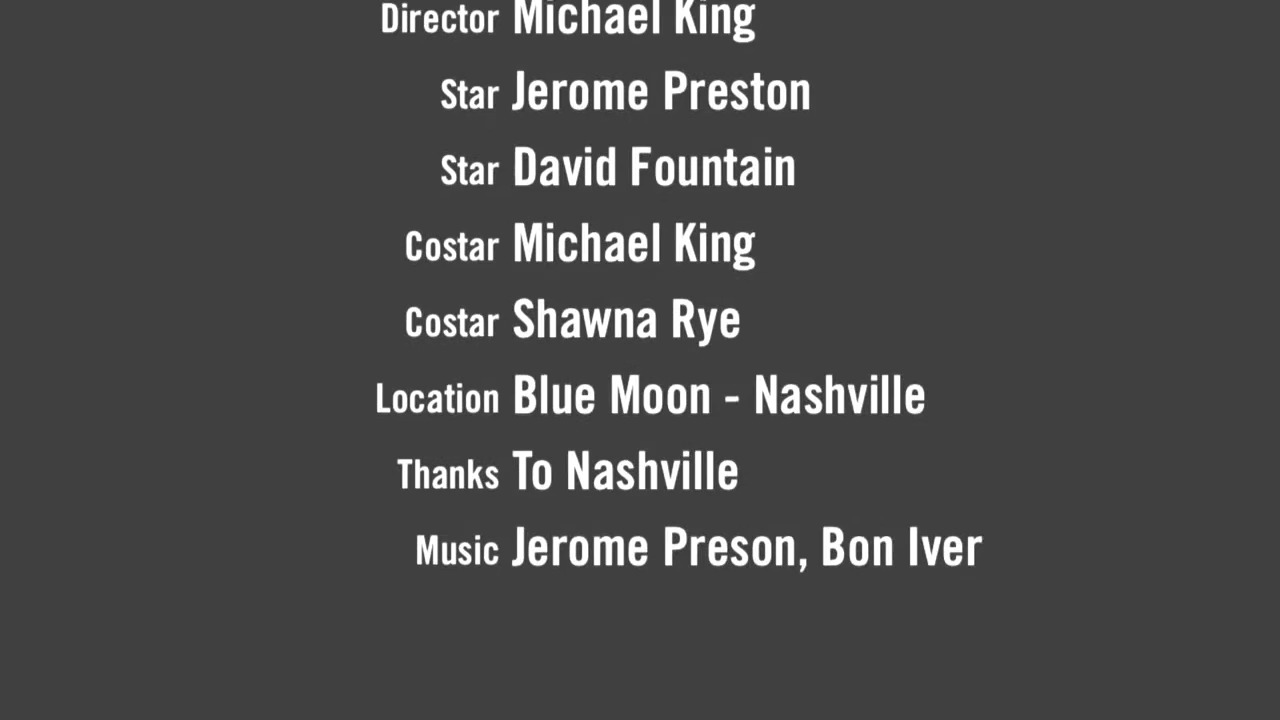 Director Michael King
Star Jerome Preston
Star David Fountain
Costar Michael King
Costar Shawna Rye
Location Blue Moon - Nashville
Thanks To Nashville
Music Jerome Preson, Bon Iver